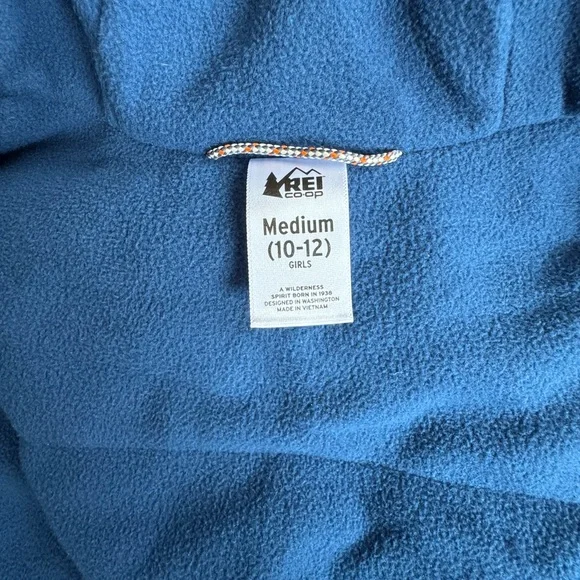 REI
CO·OP
Medium
(10-12)
GIRLS
A WILDERNESS
SPIRIT BORN IN 1938
DESIGNED IN WASHINGTON
MADE IN VIETNAM